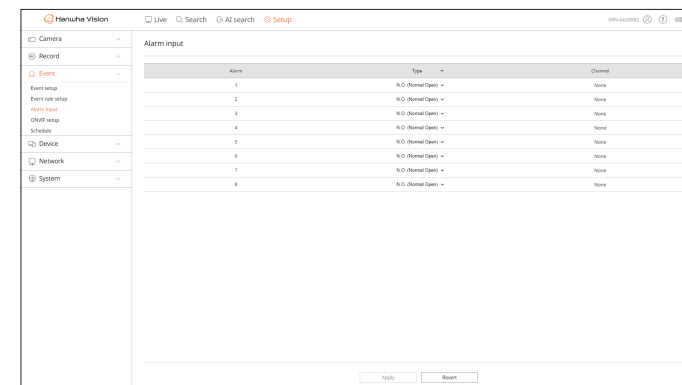 Hanwha Vision Live Search AI search Setup
Camera
Record
Event
Event setup
Event rule setup
Alarm input
ONVIF setup
Schedule
Device
Network
System
Alarm input
Alarm Type Channel
1 N.O. (Normal Open) None
2 N.O. (Normal Open) None
3 N.O. (Normal Open) None
4 N.O. (Normal Open) None
5 N.O. (Normal Open) None
6 N.O. (Normal Open) None
7 N.O. (Normal Open) None
8 N.O. (Normal Open) None
Apply Revert